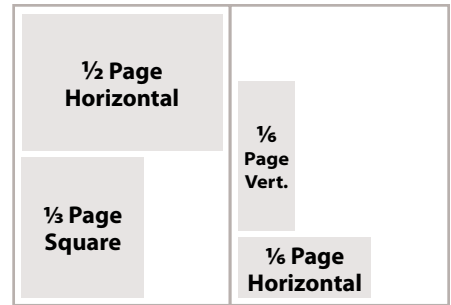 ½ Page
Horizontal
⅓ Page
Square
⅙
Page
Vert.
⅙ Page
Horizontal